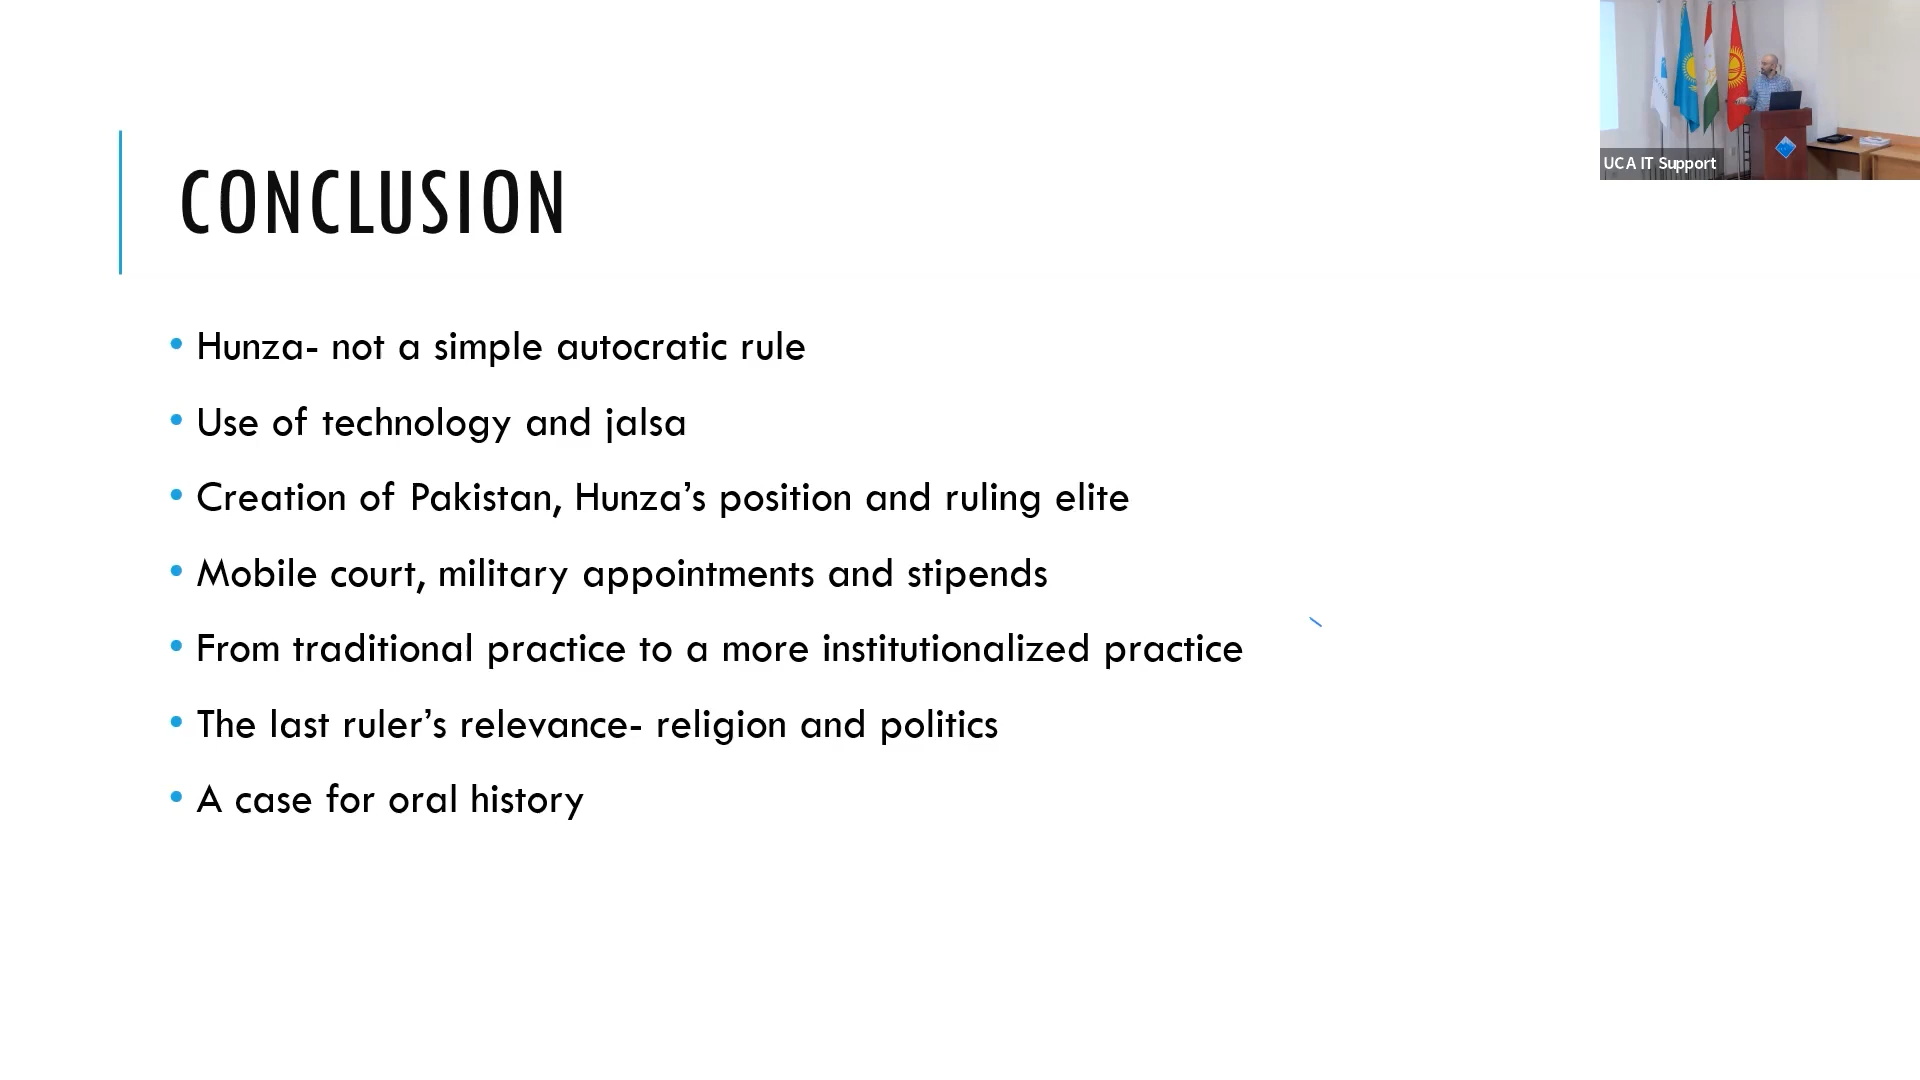 CONCLUSION
• Hunza- not a simple autocratic rule
• Use of technology and jalsa
• Creation of Pakistan, Hunza’s position and ruling elite
• Mobile court, military appointments and stipends
• From traditional practice to a more institutionalized practice
• The last ruler’s relevance- religion and politics
• A case for oral history
UCA IT Support